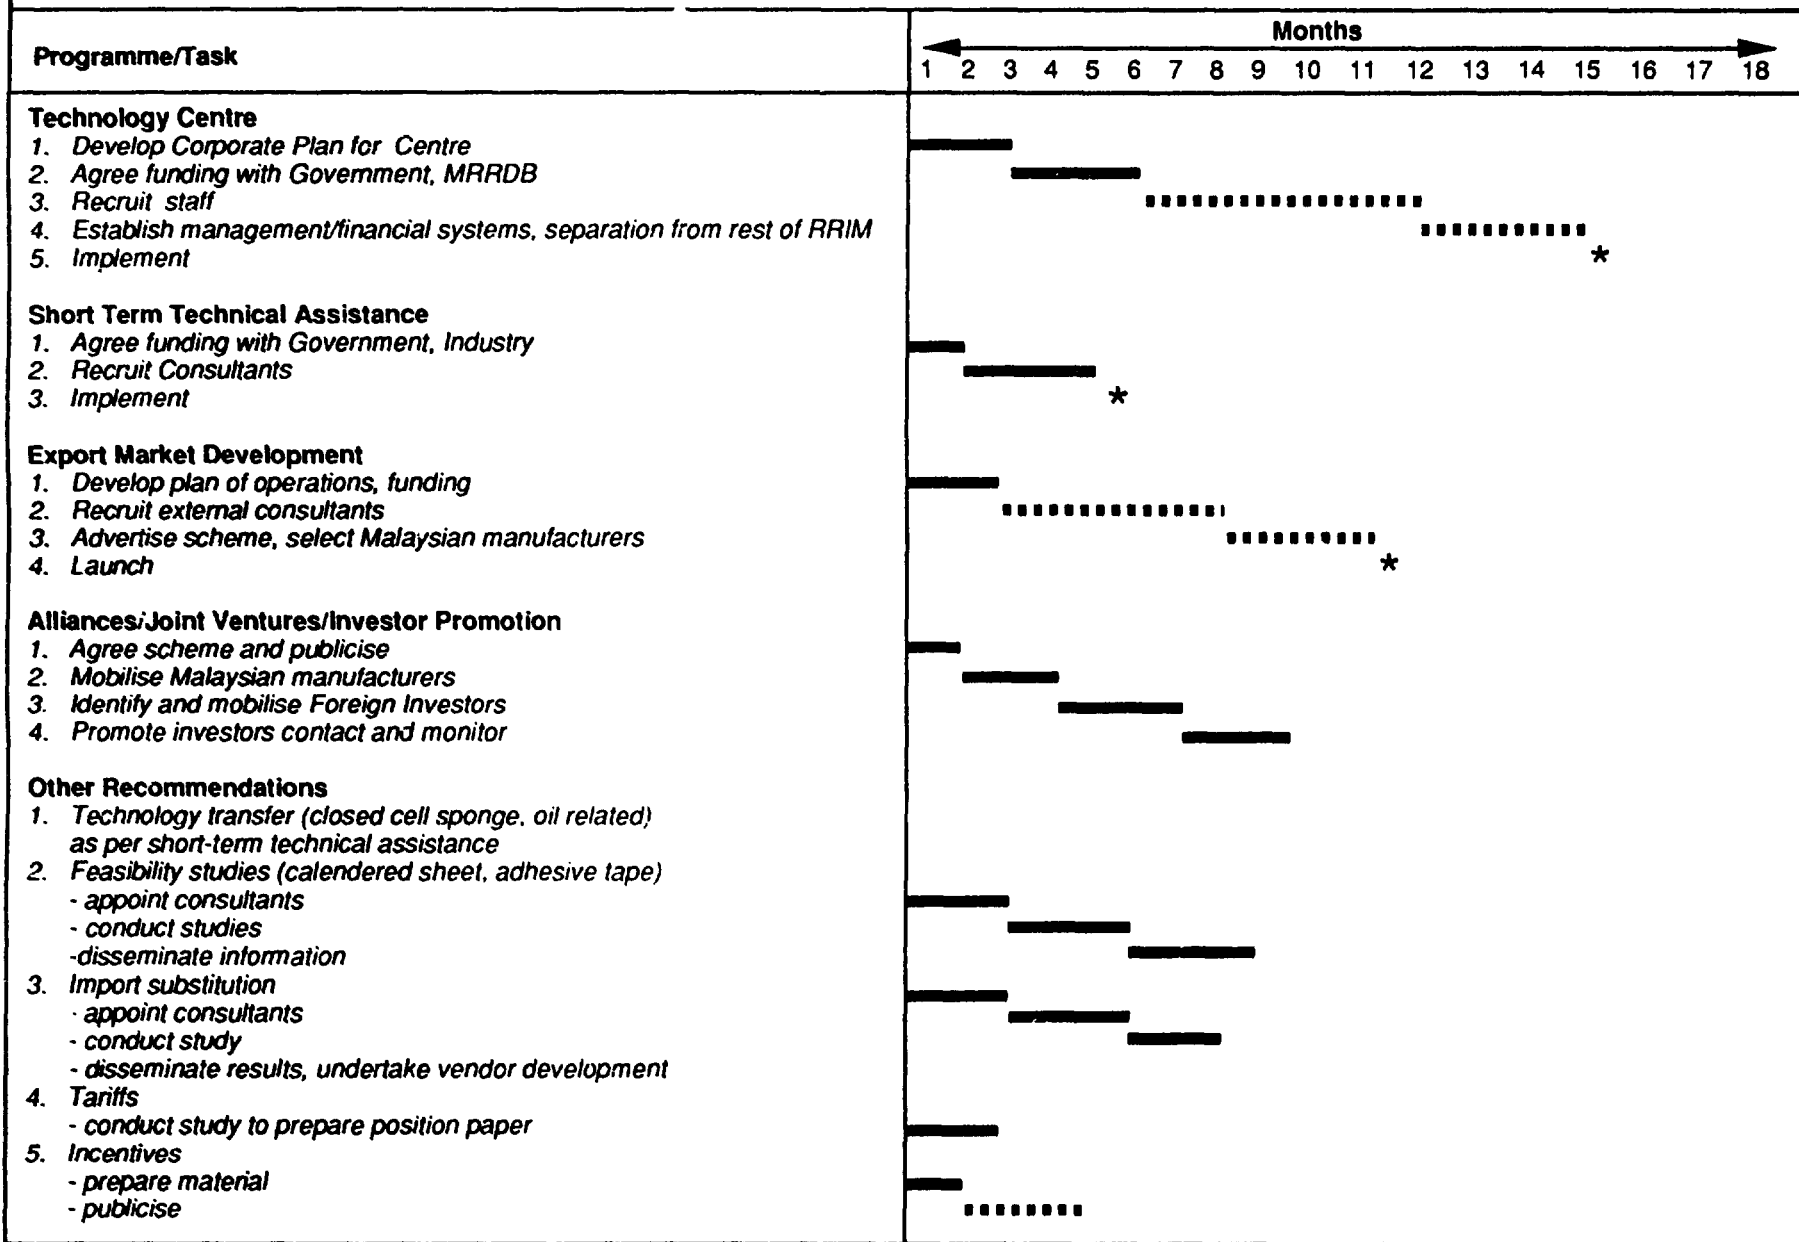 Months
Programme/Task
1 2 3 4 5 6 7 8 9 10 11 12 13 14 15 16 17 18
Technology Centre
1. Develop Corporate Plan for Centre
2. Agree funding with Government, MRRDB
3. Recruit staff
4. Establish management/financial systems, separation from rest of RRIM
5. Implement
*
Short Term Technical Assistance
1. Agree funding with Government, Industry
2. Recruit Consultants
3. Implement
*
Export Market Development
1. Develop plan of operations, funding
2. Recruit external consultants
3. Advertise scheme, select Malaysian manufacturers
4. Launch
*
Alliances/Joint Ventures/Investor Promotion
1. Agree scheme and publicise
2. Mobilise Malaysian manufacturers
3. Identify and mobilise Foreign Investors
4. Promote investors contact and monitor
Other Recommendations
1. Technology transfer (closed cell sponge, oil related)
as per short-term technical assistance
2. Feasibility studies (calendered sheet, adhesive tape)
- appoint consultants
- conduct studies
-disseminate information
3. Import substitution
- appoint consultants
- conduct study
- disseminate results, undertake vendor development
4. Tariffs
- conduct study to prepare position paper
5. Incentives
- prepare material
- publicise